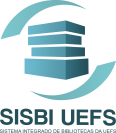 SISBI UEFS
SISTEMA INTEGRADO DE BIBLIOTECAS DA UEFS